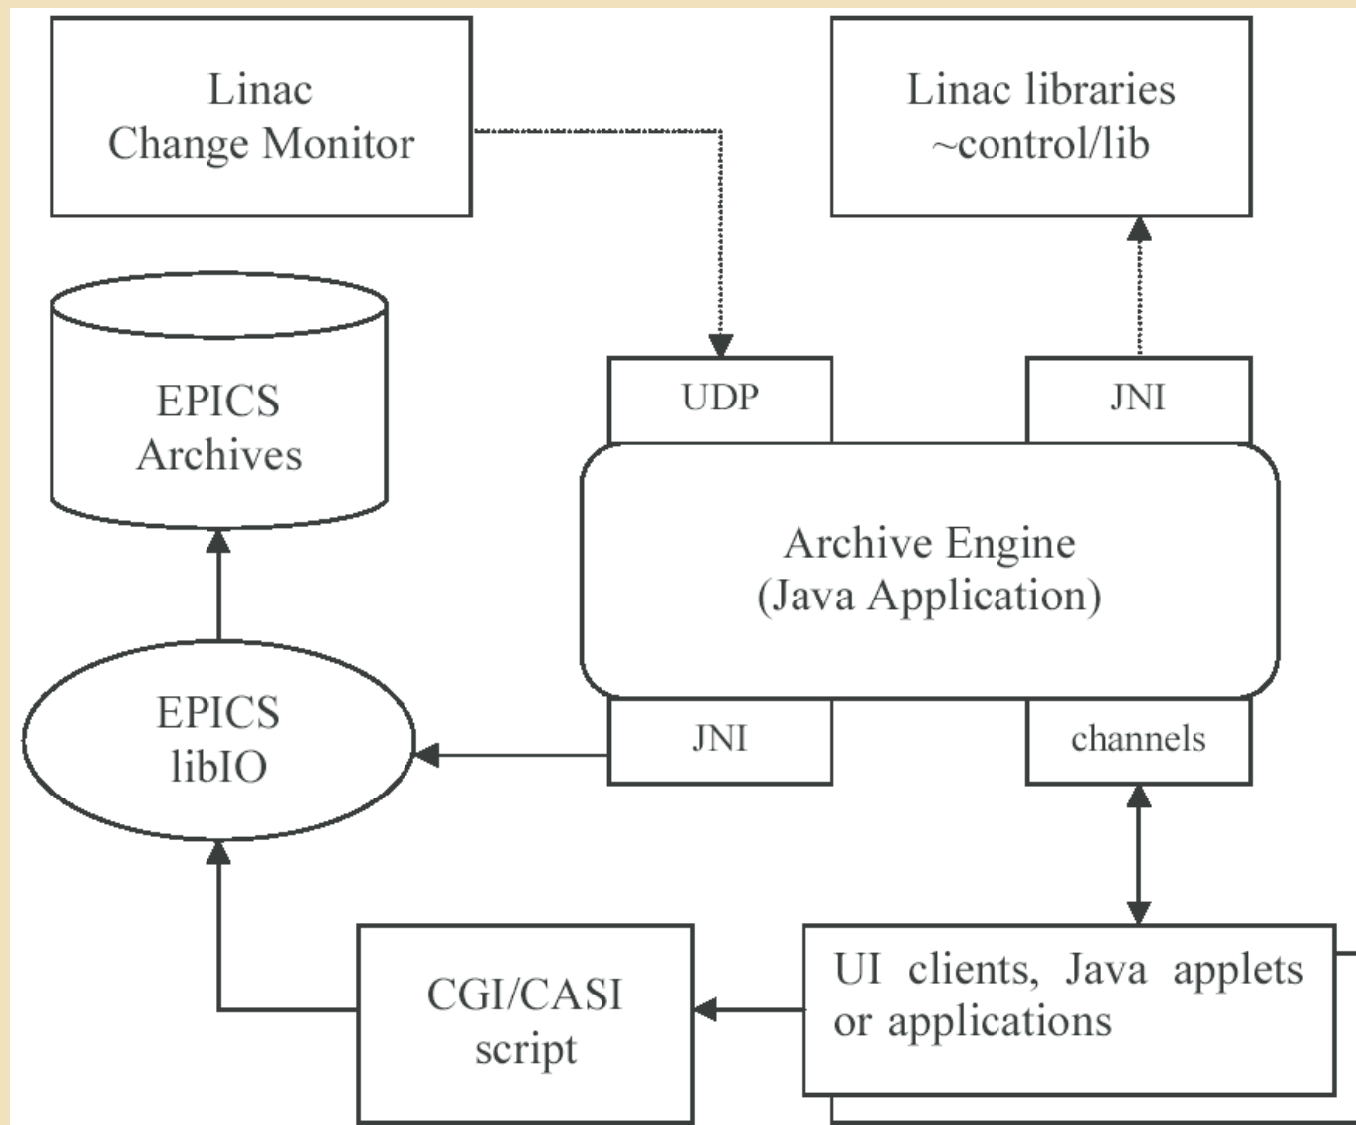 Linac
Change Monitor
Linac libraries
~control/lib
EPICS
Archives
UDP
JNI
Archive Engine
(Java Application)
EPICS
libIO
JNI
channels
CGI/CASI
script
UI clients, Java applets
or applications